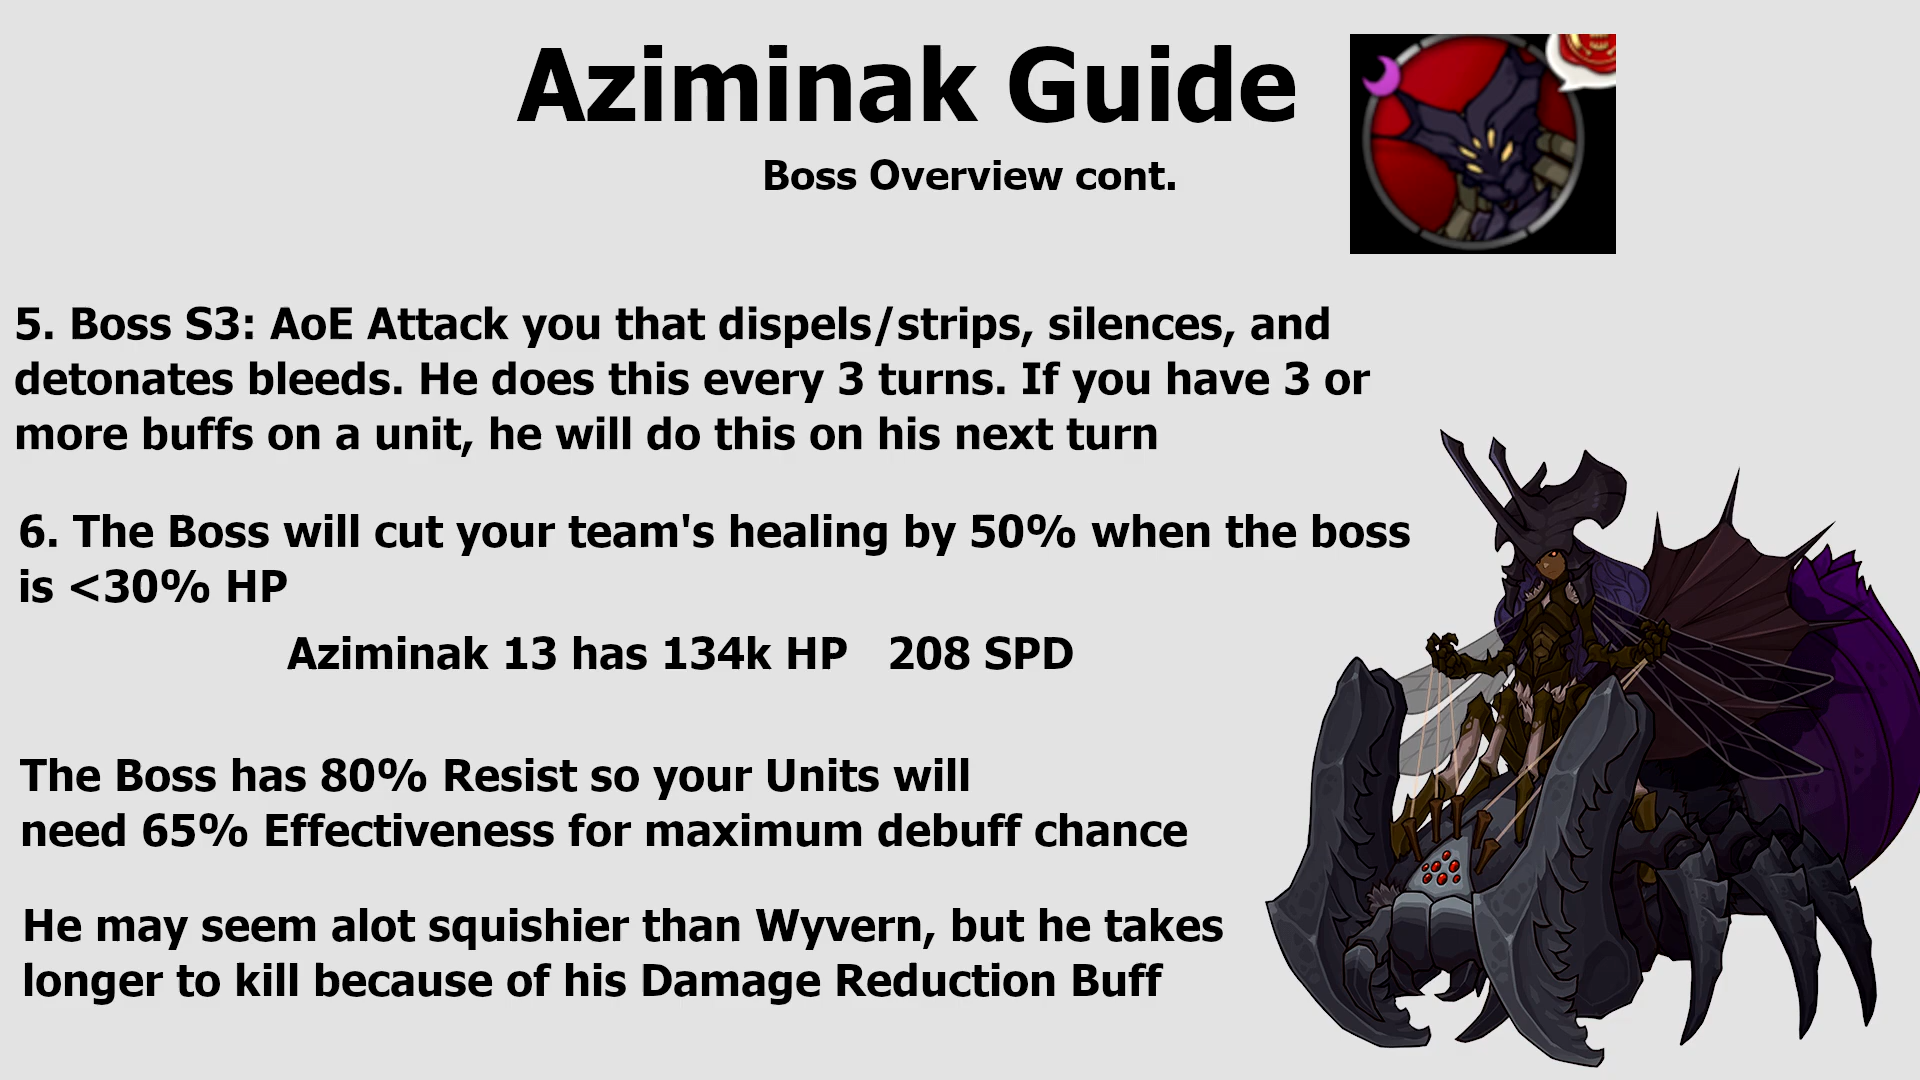 Aziminak Guide
Boss Overview cont.
5. Boss S3: AoE Attack you that dispels/strips, silences, and
detonates bleeds. He does this every 3 turns. If you have 3 or
more buffs on a unit, he will do this on his next turn
6. The Boss will cut your team's healing by 50% when the boss
is <30% HP
Aziminak 13 has 134k HP   208 SPD
The Boss has 80% Resist so your Units will
need 65% Effectiveness for maximum debuff chance
He may seem alot squishier than Wyvern, but he takes
longer to kill because of his Damage Reduction Buff